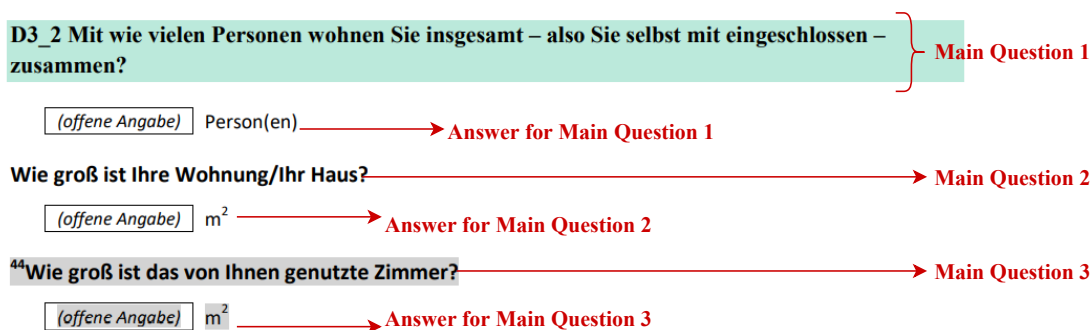 D3_2 Mit wie vielen Personen wohnen Sie insgesamt – also Sie selbst mit eingeschlossen –
zusammen?
Main Question 1
(offene Angabe) Person(en)
Answer for Main Question 1
Wie groß ist Ihre Wohnung/Ihr Haus?
Main Question 2
(offene Angabe) m²
Answer for Main Question 2
⁴⁴Wie groß ist das von Ihnen genutzte Zimmer?
Main Question 3
(offene Angabe) m²
Answer for Main Question 3